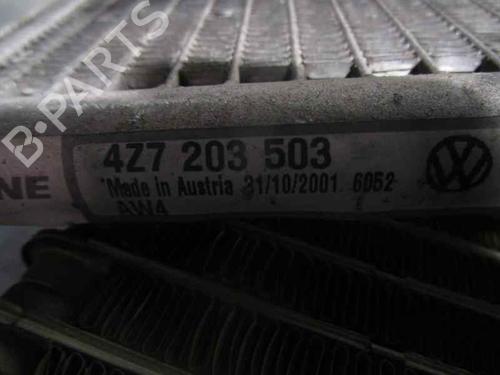 B-PARTS
4Z7 203 503
NE
"Made in Austria 31/10/2001 6052
AW4